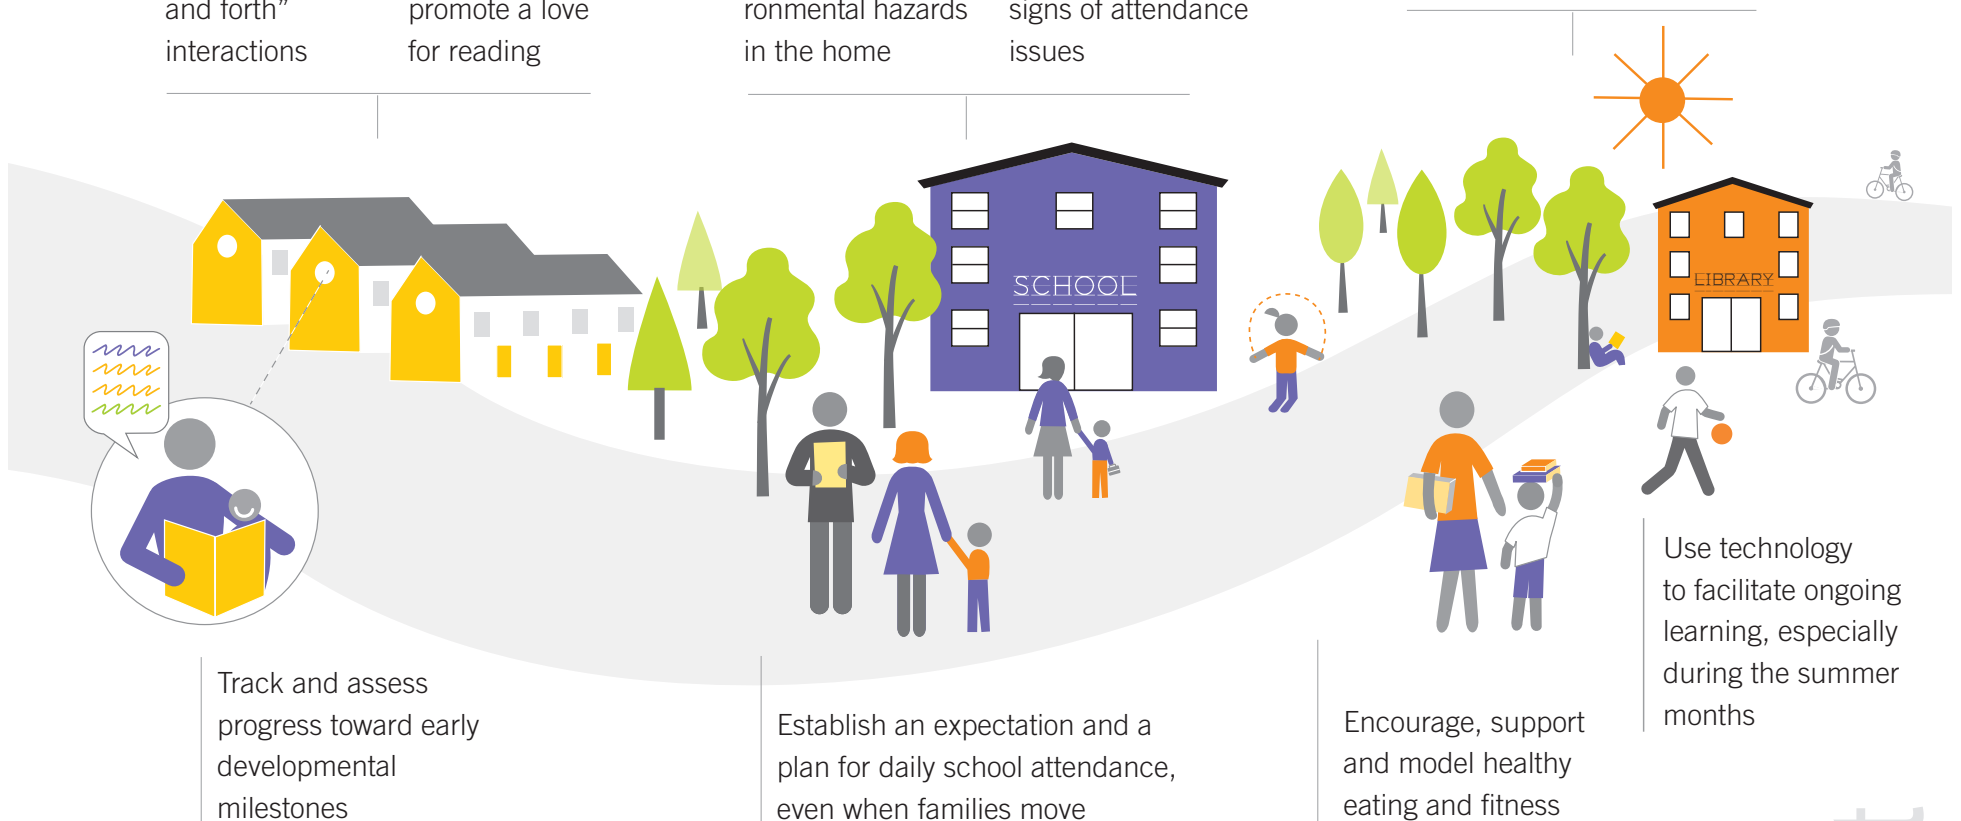 and forth”
interactions
promote a love
for reading
ronmental hazards
in the home
signs of attendance
issues
SCHOOL
LIBRARY
Track and assess
progress toward early
developmental
milestones
Establish an expectation and a
plan for daily school attendance,
even when families move
Encourage, support
and model healthy
eating and fitness
Use technology
to facilitate ongoing
learning, especially
during the summer
months